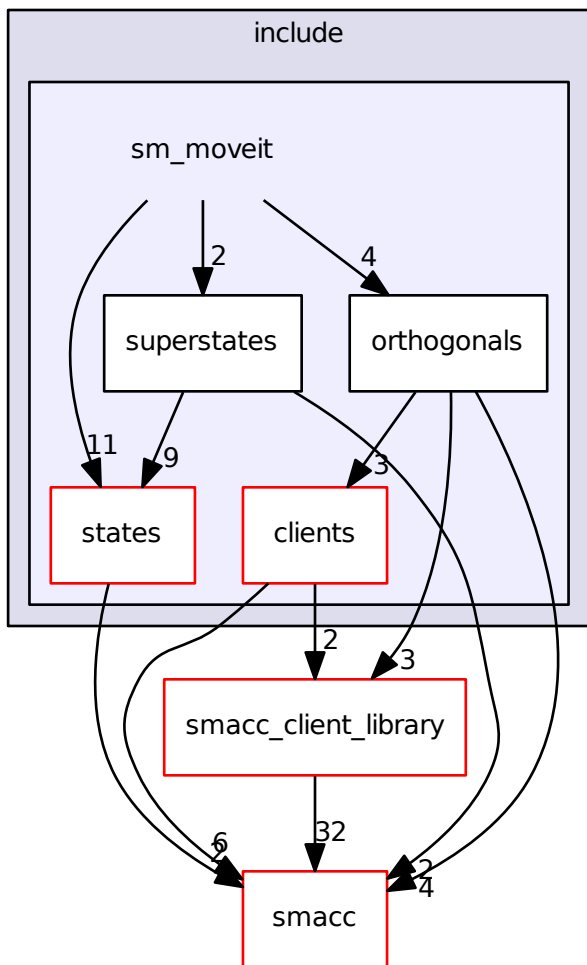 include
sm_moveit
2
4
superstates
orthogonals
11
9
3
states
clients
2
3
smacc_client_library
6
2
32
2
4
smacc